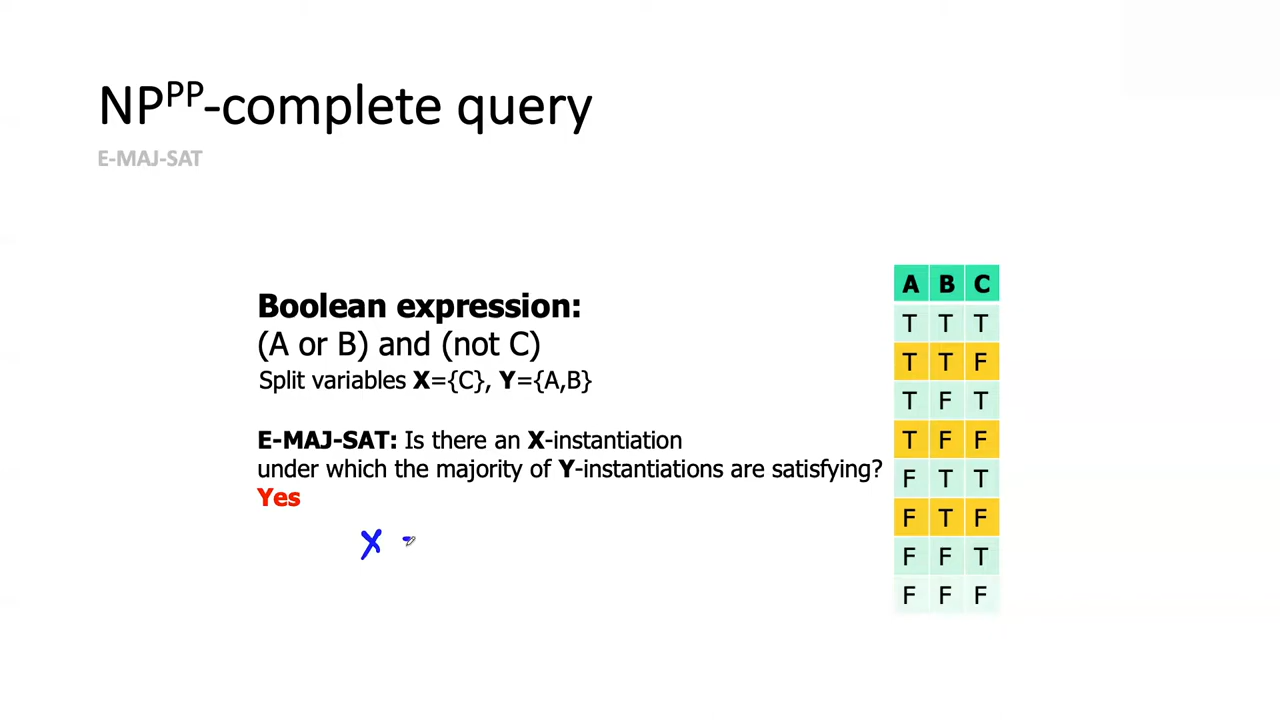 NPᴾᴾ-complete query
E-MAJ-SAT
Boolean expression:
(A or B) and (not C)
Split variables X={C}, Y={A,B}
E-MAJ-SAT: Is there an X-instantiation
under which the majority of Y-instantiations are satisfying?
Yes
X
A B C
T T T
T T F
T F T
T F F
F T T
F T F
F F T
F F F